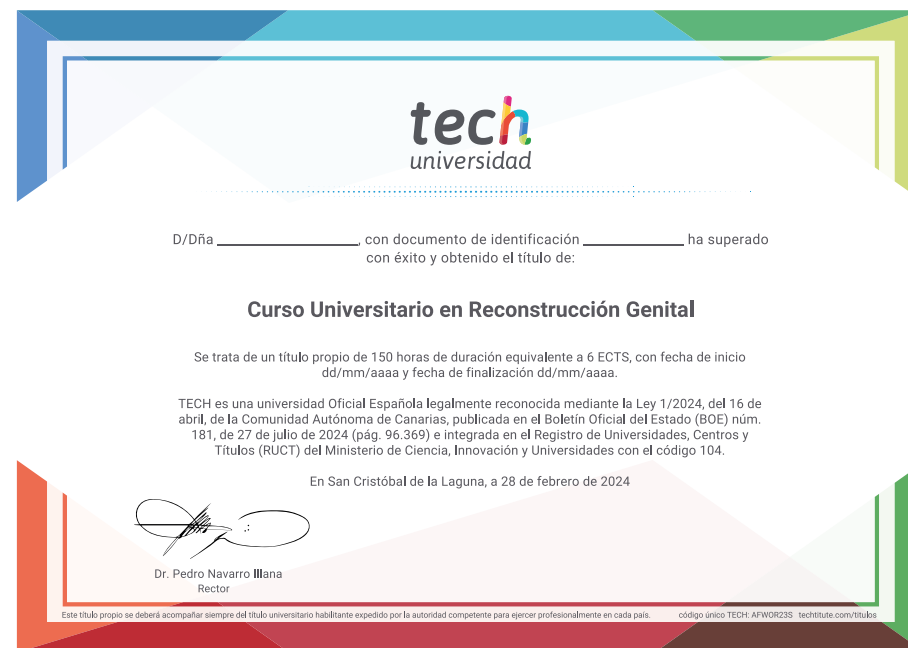 tech
universidad
D/Dña ____________________, con documento de identificación ______________ ha superado
con éxito y obtenido el título de:
Curso Universitario en Reconstrucción Genital
Se trata de un título propio de 150 horas de duración equivalente a 6 ECTS, con fecha de inicio
dd/mm/aaaa y fecha de finalización dd/mm/aaaa.
TECH es una universidad Oficial Española legalmente reconocida mediante la Ley 1/2024, del 16 de
abril, de la Comunidad Autónoma de Canarias, publicada en el Boletín Oficial del Estado (BOE) núm.
181, de 27 de julio de 2024 (pág. 96.369) e integrada en el Registro de Universidades, Centros y
Títulos (RUCT) del Ministerio de Ciencia, Innovación y Universidades con el código 104.
En San Cristóbal de la Laguna, a 28 de febrero de 2024
Dr. Pedro Navarro Illana
Rector
Este título propio se deberá acompañar siempre del título universitario habilitante expedido por la autoridad competente para ejercer profesionalmente en cada país. código único TECH: AFWOR23S techtitute.com/titulos